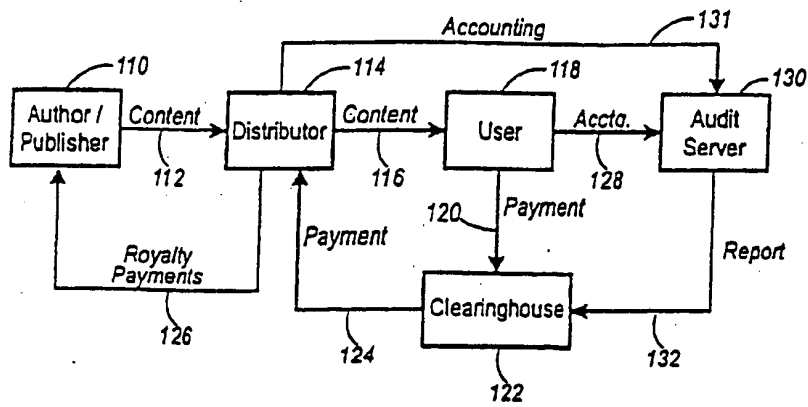 Accounting
131
110
114
118
130
Author /
Publisher
Content
112
Distributor
Content
116
User
Accta.
128
Audit
Server
Royalty
Payments
126
Payment
124
120
Payment
Clearinghouse
122
Report
132